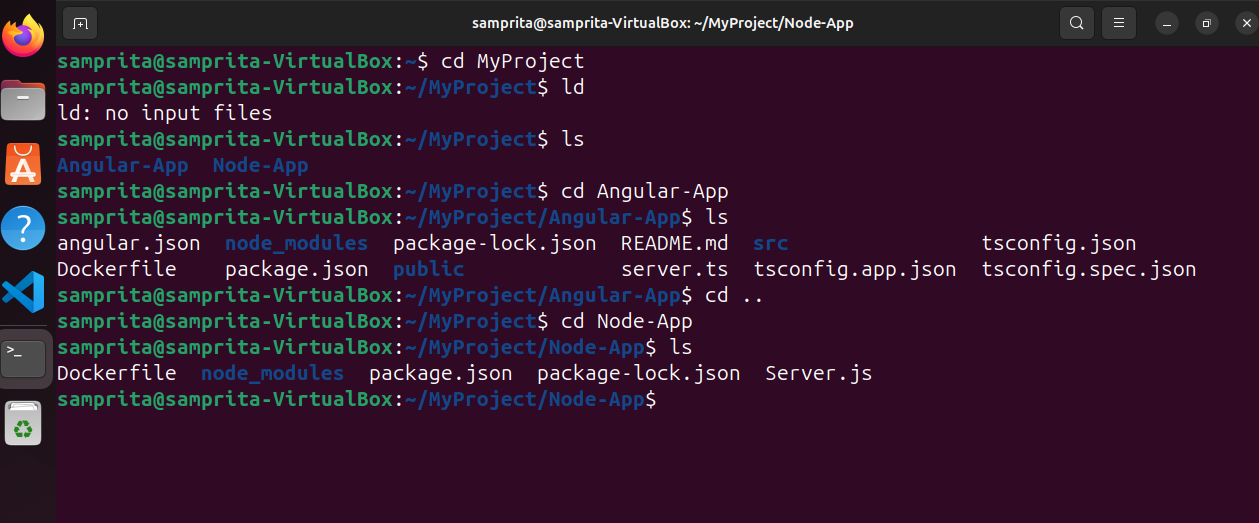 samprita@samprita-VirtualBox: ~/MyProject/Node-App
samprita@samprita-VirtualBox:~$ cd MyProject
samprita@samprita-VirtualBox:~/MyProject$ ld
ld: no input files
samprita@samprita-VirtualBox:~/MyProject$ ls
Angular-App  Node-App
samprita@samprita-VirtualBox:~/MyProject$ cd Angular-App
samprita@samprita-VirtualBox:~/MyProject/Angular-App$ ls
angular.json  node_modules  package-lock.json  README.md  src                tsconfig.json
Dockerfile    package.json  public             server.ts  tsconfig.app.json  tsconfig.spec.json
samprita@samprita-VirtualBox:~/MyProject/Angular-App$ cd ..
samprita@samprita-VirtualBox:~/MyProject$ cd Node-App
samprita@samprita-VirtualBox:~/MyProject/Node-App$ ls
Dockerfile  node_modules  package.json  package-lock.json  Server.js
samprita@samprita-VirtualBox:~/MyProject/Node-App$